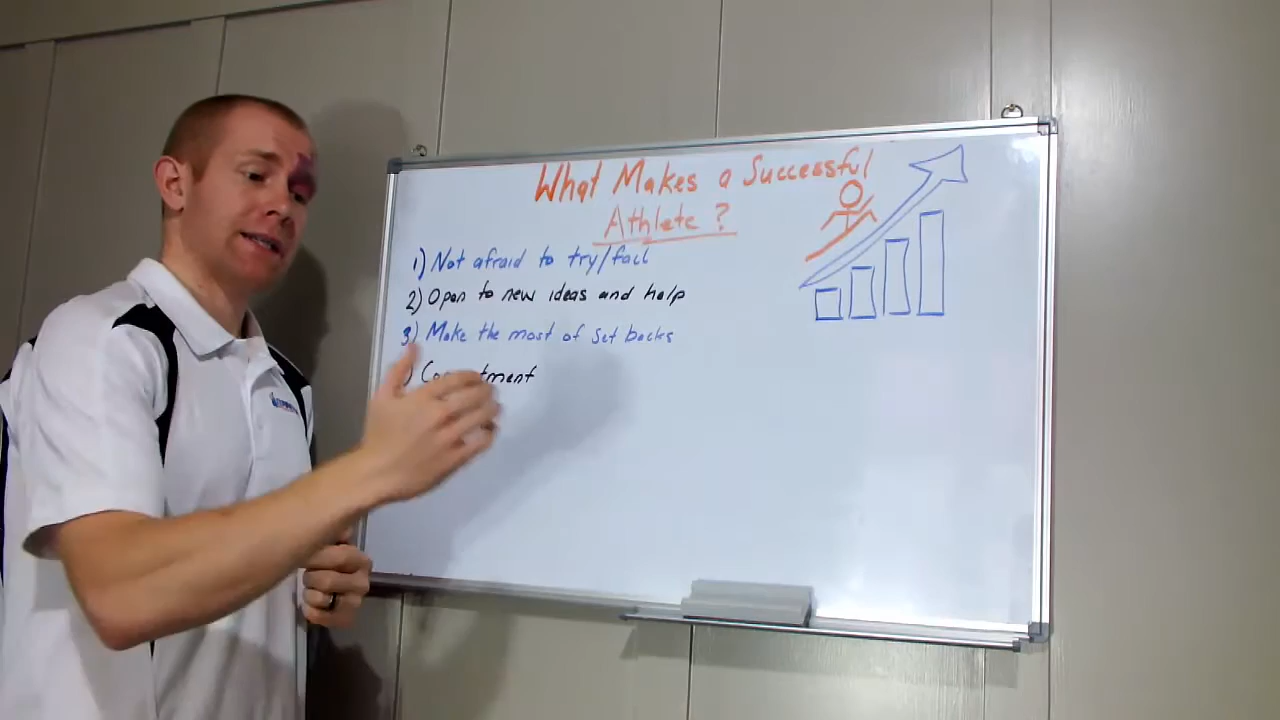 What Makes a Successful
Athlete?
1) Not afraid to try/fail
2) Open to new ideas and help
3) Make the most of set backs